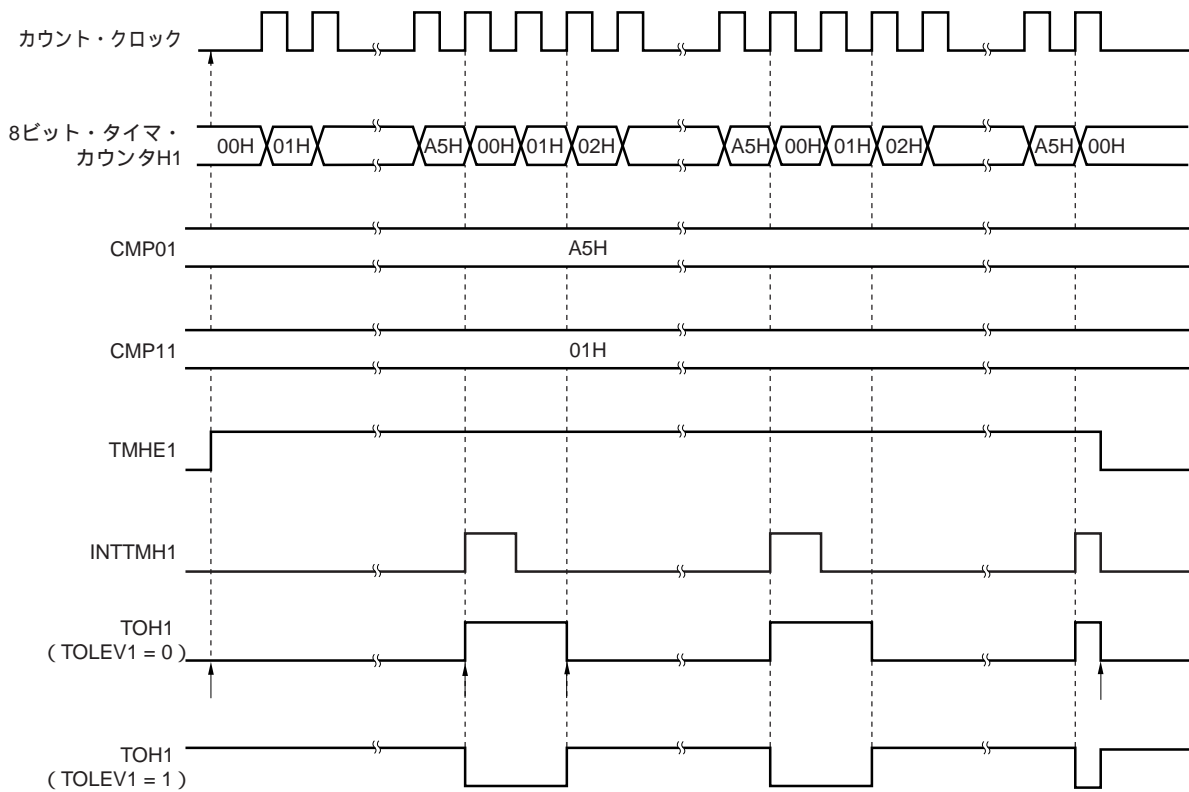 カウント・クロック
8ビット・タイマ・
カウンタH1
00H 01H A5H 00H 01H 02H A5H 00H 01H 02H A5H 00H
CMP01
A5H
CMP11
01H
TMHE1
INTTMH1
TOH1
（TOLEV1 = 0）
TOH1
（TOLEV1 = 1）